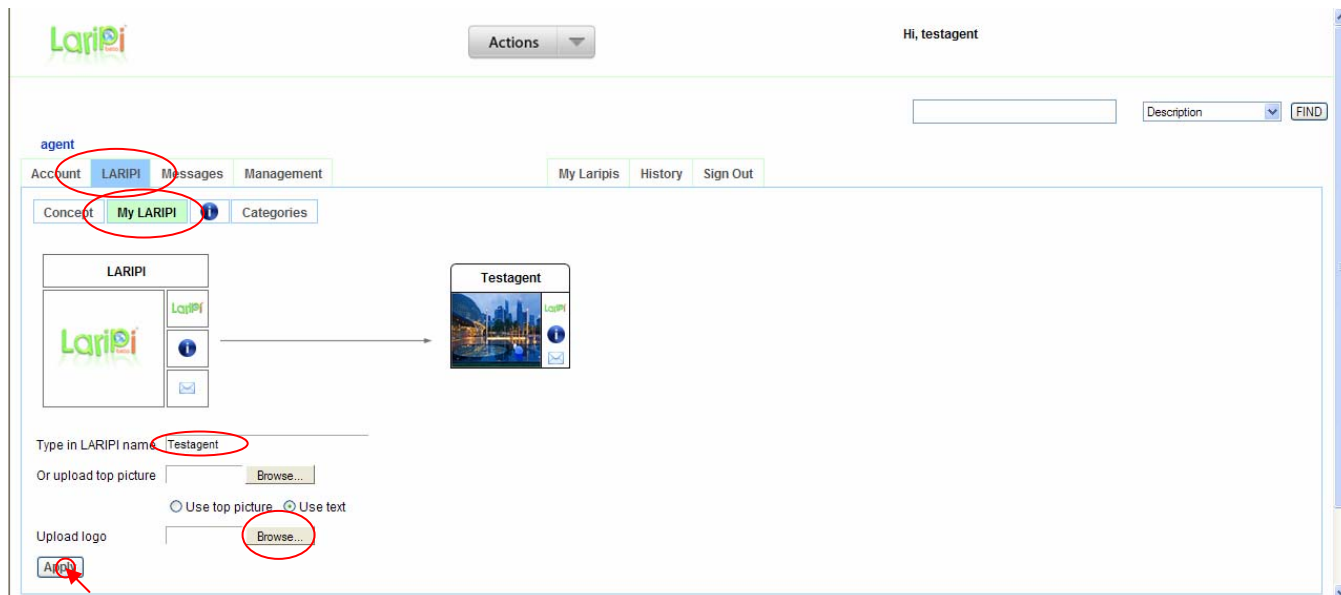 LariPi Actions Hi, testagent
Description FIND
agent
Account LARIPI Messages Management My Laripis History Sign Out
Concept My LARIPI i Categories
LARIPI
LariPi
LariPi
i
Testagent
LariPi
i
Type in LARIPI name Testagent
Or upload top picture Browse...
Use top picture Use text
Upload logo Browse...
Apply